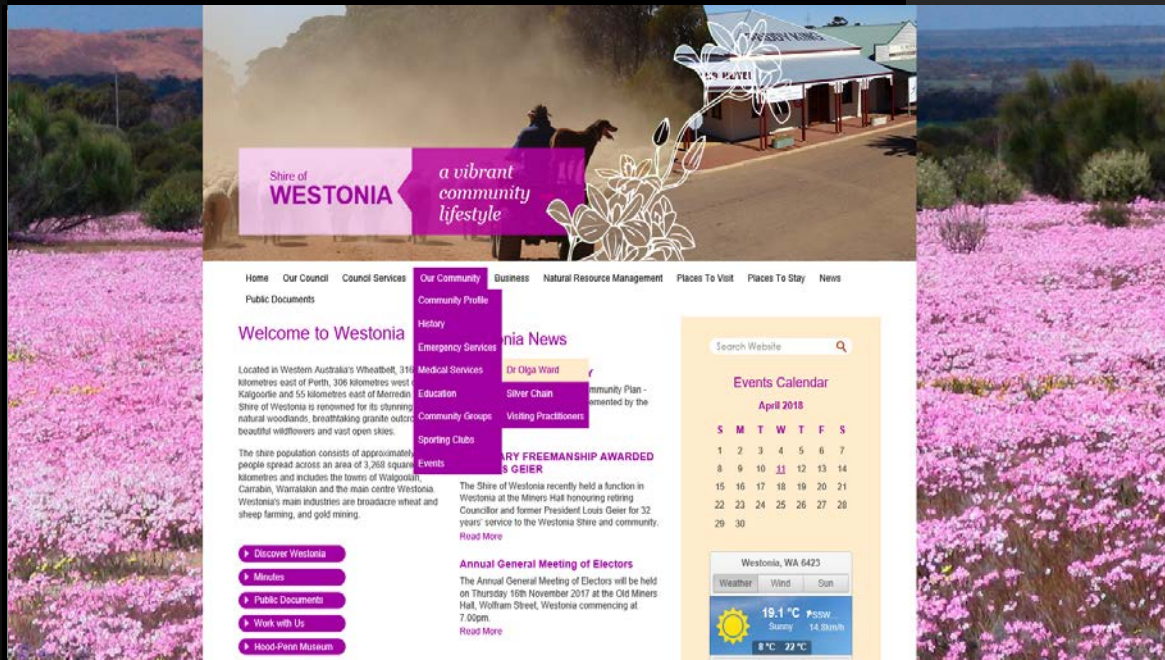 PADDY KING
HOTEL
Shire of
WESTONIA
a vibrant
community
lifestyle
Home Our Council Council Services Our Community Business Natural Resource Management Places To Visit Places To Stay News
Public Documents
Community Profile
History
Emergency Services
Medical Services
Education
Community Groups
Sporting Clubs
Events
Dr Olga Ward
Silver Chain
Visiting Practitioners
Welcome to Westonia
Located in Western Australia's Wheatbelt, 316
kilometres east of Perth, 306 kilometres west
Kalgoorlie and 55 kilometres east of Merredin
Shire of Westonia is renowned for its stunning
natural woodlands, breathtaking granite
beautiful wildflowers and vast open skies.
The shire population consists of approximately
people spread across an area of 3,268 square
kilometres and includes the towns of Walgoolan,
Carrabin, Warralakin and the main centre Westonia.
Westonia's main industries are broadacre wheat and
sheep farming, and gold mining.
Discover Westonia
Minutes
Public Documents
Work with Us
Hood-Penn Museum
News
Plan -
by the
FREEMANSHIP AWARDED
GEIER
The Shire of Westonia recently held a function in
Westonia at the Miners Hall honouring retiring
Councillor and former President Louis Geier for 32
years' service to the Westonia Shire and community.
Read More
Annual General Meeting of Electors
The Annual General Meeting of Electors will be held
on Thursday 16th November 2017 at the Old Miners
Hall, Wolfram Street, Westonia commencing at
7.00pm.
Read More
Search Website
Events Calendar
April 2018
S M T W T F S
1 2 3 4 5 6 7
8 9 10 11 12 13 14
15 16 17 18 19 20 21
22 23 24 25 26 27 28
29 30
Westonia, WA 6423
Weather Wind Sun
19.1 °C SSW
Sunny 14.8km/h
8 °C 22 °C